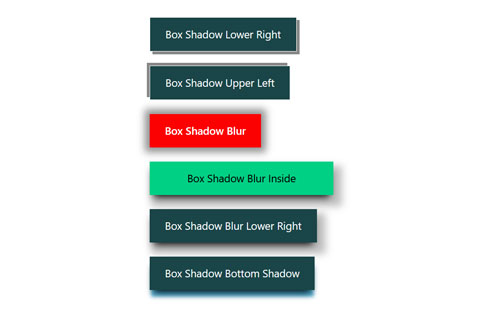 Box Shadow Lower Right
Box Shadow Upper Left
Box Shadow Blur
Box Shadow Blur Inside
Box Shadow Blur Lower Right
Box Shadow Bottom Shadow